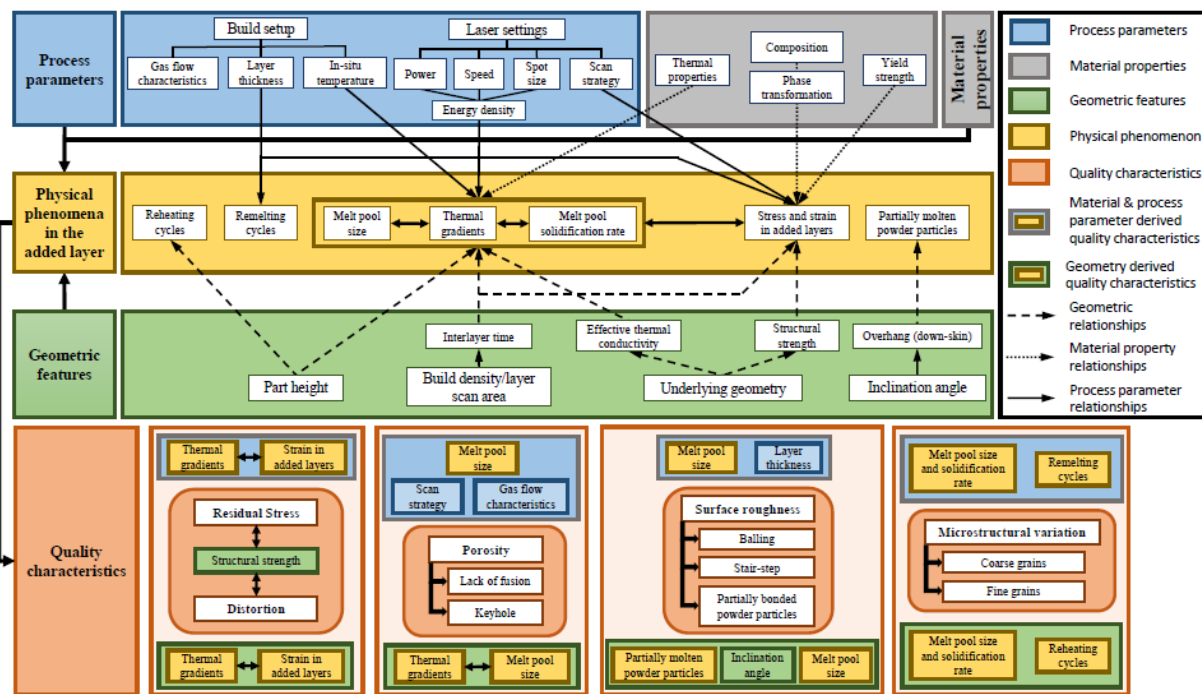 Process
parameters
Build setup
Gas flow
characteristics
Layer
thickness
In-situ
temperature
Laser settings
Power
Speed
Spot
size
Scan
strategy
Energy density
Thermal
properties
Composition
Phase
transformation
Yield
strength
Material
properties
Physical
phenomena
in the
added layer
Reheating
cycles
Remelting
cycles
Melt pool
size
Thermal
gradients
Melt pool
solidification rate
Stress and strain
in added layers
Partially molten
powder particles
Geometric
features
Interlayer time
Effective thermal
conductivity
Structural
strength
Overhang (down-skin)
Part height
Build density/layer
scan area
Underlying geometry
Inclination angle
Process parameters
Material properties
Geometric features
Physical phenomenon
Quality characteristics
Material & process
parameter derived
quality characteristics
Geometry derived
quality characteristics
Geometric
relationships
Material property
relationships
Process parameter
relationships
Quality
characteristics
Thermal
gradients
Strain in
added layers
Residual Stress
Structural strength
Distortion
Thermal
gradients
Strain in
added layers
Melt pool
size
Scan
strategy
Gas flow
characteristics
Porosity
Lack of fusion
Keyhole
Thermal
gradients
Melt pool
size
Melt pool
size
Layer
thickness
Surface roughness
Balling
Stair-step
Partially bonded
powder particles
Partially molten
powder particles
Inclination
angle
Melt pool
size
Melt pool size
and solidification
rate
Remelting
cycles
Microstructural variation
Coarse grains
Fine grains
Melt pool size
and solidification
rate
Reheating
cycles